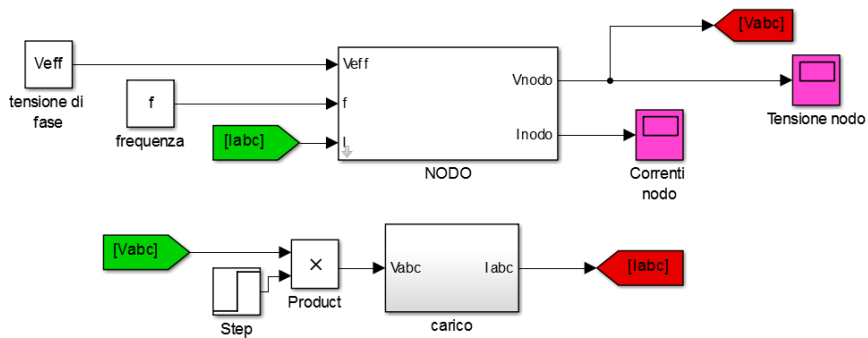 [Vabc]
Veff
tensione di
fase
f
frequenza
[Iabc]
Veff
f
I
Vnodo
Inodo
NODO
Tensione nodo
Correnti
nodo
[Vabc]
Step
×
Product
Vabc
Iabc
carico
[Iabc]